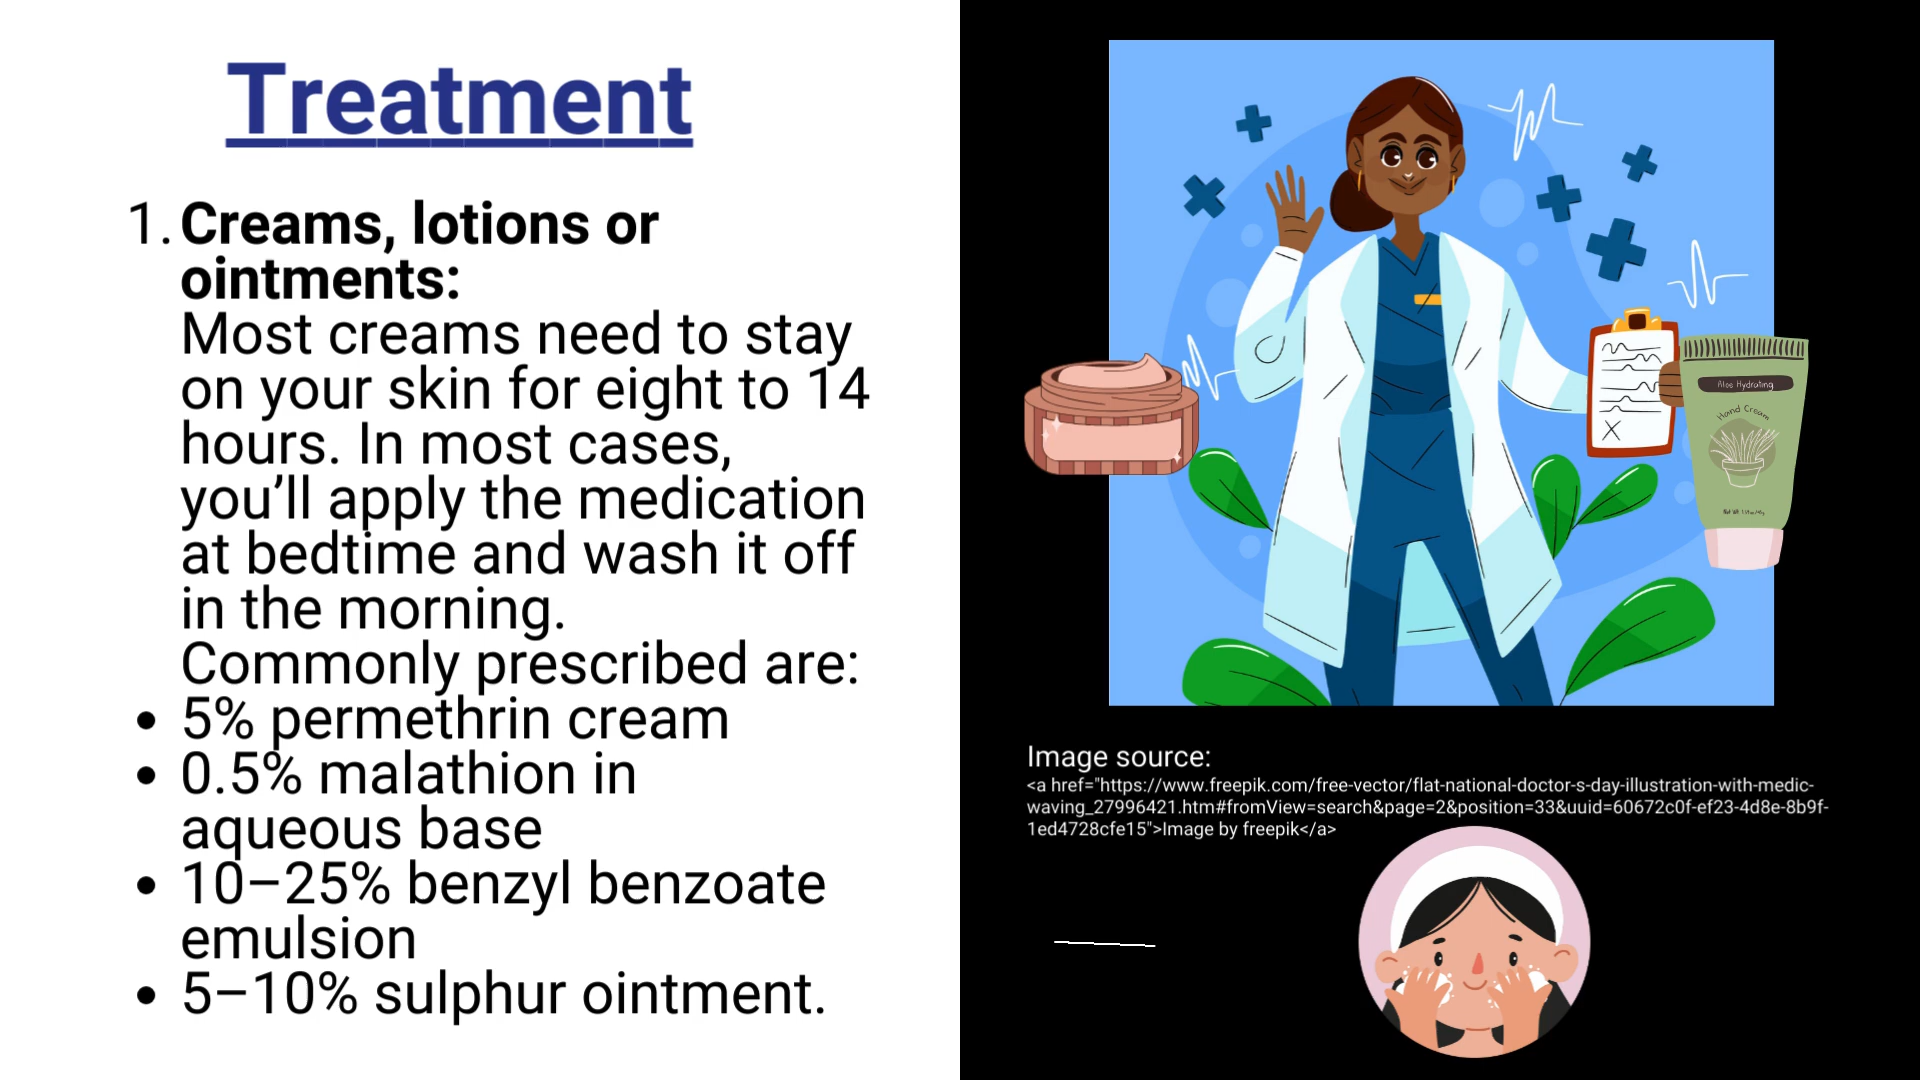 Treatment
1. Creams, lotions or
ointments:
Most creams need to stay
on your skin for eight to 14
hours. In most cases,
you’ll apply the medication
at bedtime and wash it off
in the morning.
Commonly prescribed are:
• 5% permethrin cream
• 0.5% malathion in
aqueous base
• 10–25% benzyl benzoate
emulsion
• 5–10% sulphur ointment.
Aloe Hydrating
Hand Cream
Image source:
<a href="https://www.freepik.com/free-vector/flat-national-doctor-s-day-illustration-with-medic-
waving_27996421.htm#fromView=search&page=2&position=33&uuid=60672c0f-ef23-4d8e-8b9f-
1ed4728cfe15">Image by freepik</a>